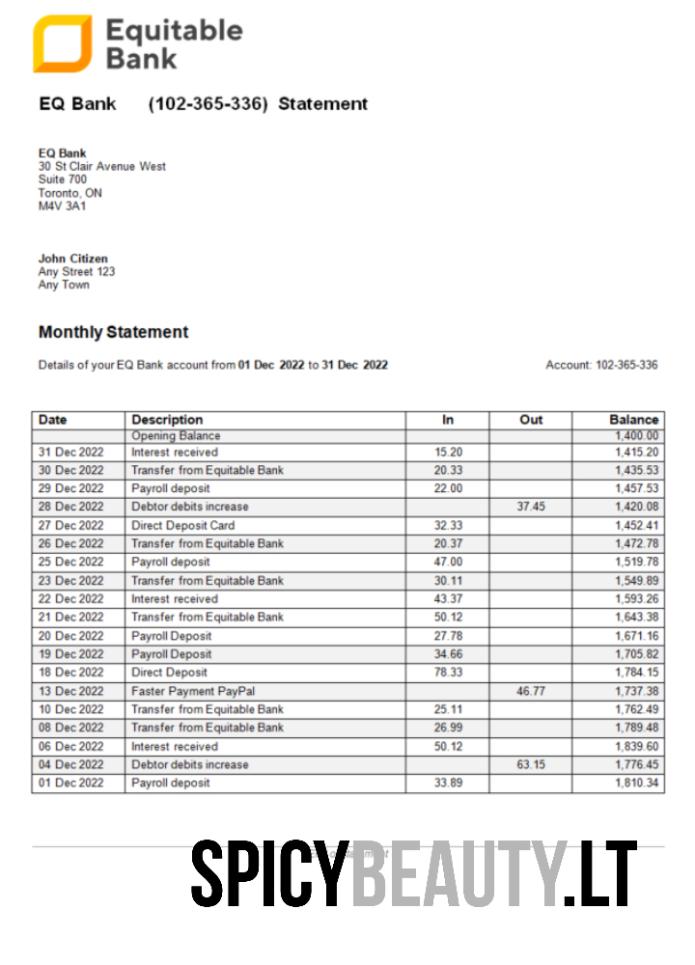 Equitable
Bank
EQ Bank (102-365-336) Statement
EQ Bank
30 St Clair Avenue West
Suite 700
Toronto, ON
M4V 3A1
John Citizen
Any Street 123
Any Town
Monthly Statement
Details of your EQ Bank account from 01 Dec 2022 to 31 Dec 2022 Account: 102-365-336
Date Description In Out Balance
Opening Balance 1,400.00
31 Dec 2022 Interest received 15.20 1,415.20
30 Dec 2022 Transfer from Equitable Bank 20.33 1,435.53
29 Dec 2022 Payroll deposit 22.00 1,457.53
28 Dec 2022 Debtor debits increase 37.45 1,420.08
27 Dec 2022 Direct Deposit Card 32.33 1,452.41
26 Dec 2022 Transfer from Equitable Bank 20.37 1,472.78
25 Dec 2022 Payroll deposit 47.00 1,519.78
23 Dec 2022 Transfer from Equitable Bank 30.11 1,549.89
22 Dec 2022 Interest received 43.37 1,593.26
21 Dec 2022 Transfer from Equitable Bank 50.12 1,643.38
20 Dec 2022 Payroll Deposit 27.78 1,671.16
19 Dec 2022 Payroll Deposit 34.66 1,705.82
18 Dec 2022 Direct Deposit 78.33 1,784.15
13 Dec 2022 Faster Payment PayPal 46.77 1,737.38
10 Dec 2022 Transfer from Equitable Bank 25.11 1,762.49
08 Dec 2022 Transfer from Equitable Bank 26.99 1,789.48
06 Dec 2022 Interest received 50.12 1,839.60
04 Dec 2022 Debtor debits increase 63.15 1,776.45
01 Dec 2022 Payroll deposit 33.89 1,810.34
SPICYBEAUTY.LT